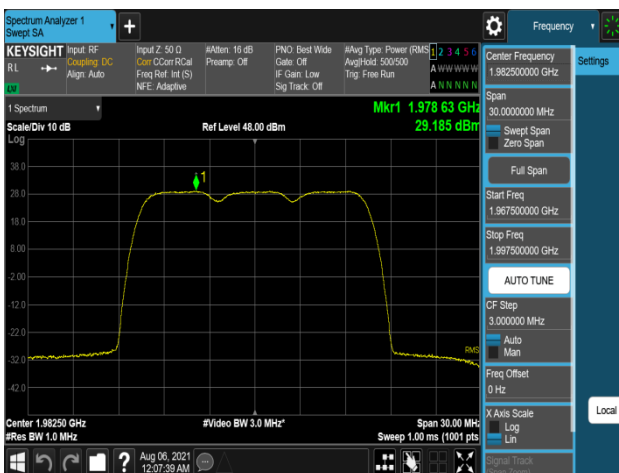 Spectrum Analyzer 1
Swept SA
Frequency
KEYSIGHT
RL
Input: RF
Coupling: DC
Align: Auto
Input Z: 50 Ω
Corr CCorr RCal
Freq Ref: Int (S)
NFE: Adaptive
#Atten: 16 dB
Preamp: Off
PNO: Best Wide
Gate: Off
IF Gain: Low
Sig Track: Off
#Avg Type: Power (RMS
Avg|Hold: 500/500
Trig: Free Run
1 2 3 4 5 6
A W W W W W
A N N N N N
1 Spectrum
Scale/Div 10 dB
Ref Level 48.00 dBm
Mkr1 1.978 63 GHz
29.185 dBm
Log
1
38.0
28.0
18.0
8.00
-2.00
-12.0
-22.0
-32.0
-42.0
RMS
Center 1.98250 GHz
#Res BW 1.0 MHz
#Video BW 3.0 MHz*
Span 30.00 MHz
Sweep 1.00 ms (1001 pts
Aug 06, 2021
12:07:39 AM
Center Frequency
1.982500000 GHz
Span
30.0000000 MHz
Swept Span
Zero Span
Full Span
Start Freq
1.967500000 GHz
Stop Freq
1.997500000 GHz
AUTO TUNE
CF Step
3.000000 MHz
Auto
Man
Freq Offset
0 Hz
X Axis Scale
Log
Lin
Signal Track
Settings
Local